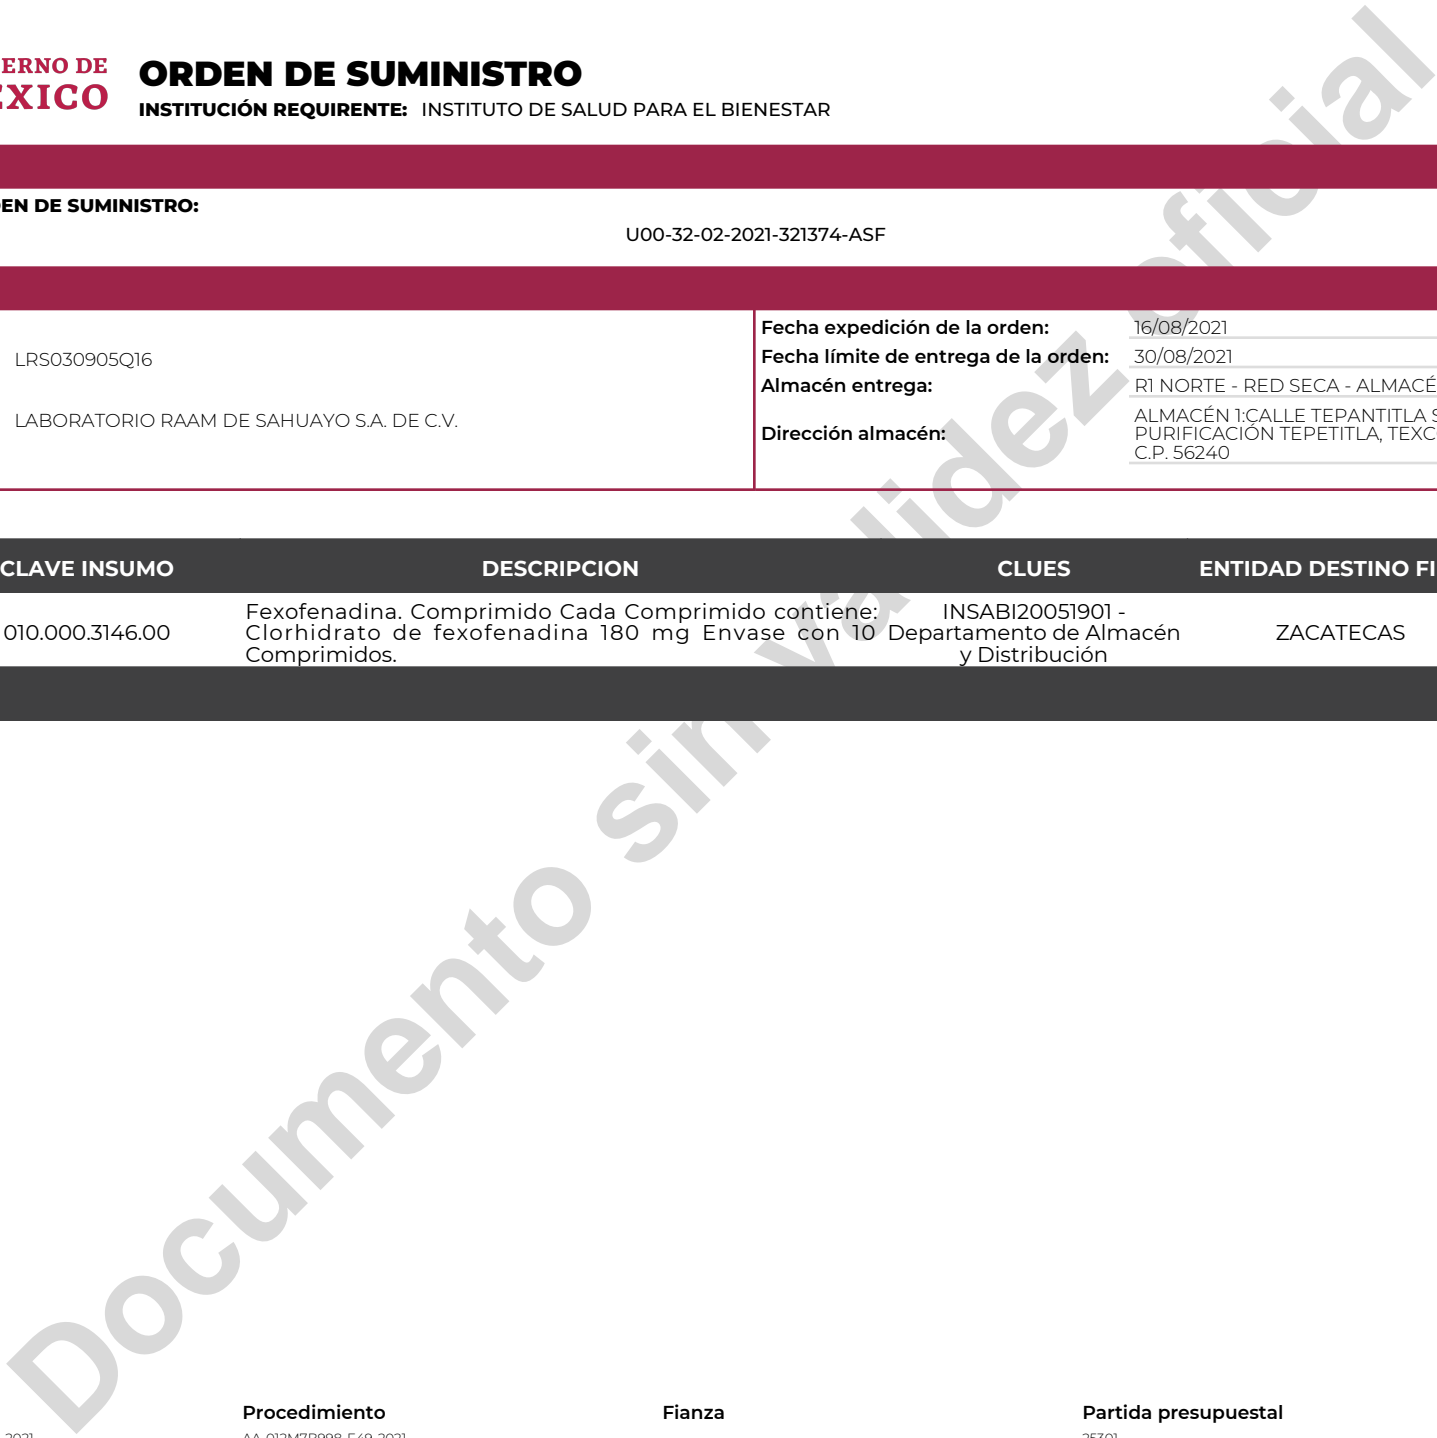 ERNO DE
EXICO
ORDEN DE SUMINISTRO
INSTITUCIÓN REQUIRENTE: INSTITUTO DE SALUD PARA EL BIENESTAR
EN DE SUMINISTRO:
U00-32-02-2021-321374-ASF
LRS030905Q16
LABORATORIO RAAM DE SAHUAYO S.A. DE C.V.
Fecha expedición de la orden: 16/08/2021
Fecha límite de entrega de la orden: 30/08/2021
Almacén entrega: R1 NORTE - RED SECA - ALMACÉ
Dirección almacén:
ALMACÉN 1:CALLE TEPANTITLA S
PURIFICACIÓN TEPETITLA, TEXC
C.P. 56240
CLAVE INSUMO DESCRIPCION CLUES ENTIDAD DESTINO FI
010.000.3146.00
Fexofenadina. Comprimido Cada Comprimido contiene:
Clorhidrato de fexofenadina 180 mg Envase con 10
Comprimidos.
INSABI20051901 -
Departamento de Almacén
y Distribución
ZACATECAS
Documento sin validez oficial
Procedimiento Fianza Partida presupuestal